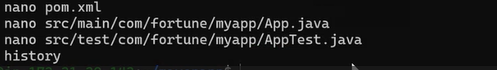 nano pom.xml
nano src/main/com/fortune/myapp/App.java
nano src/test/com/fortune/myapp/AppTest.java
history